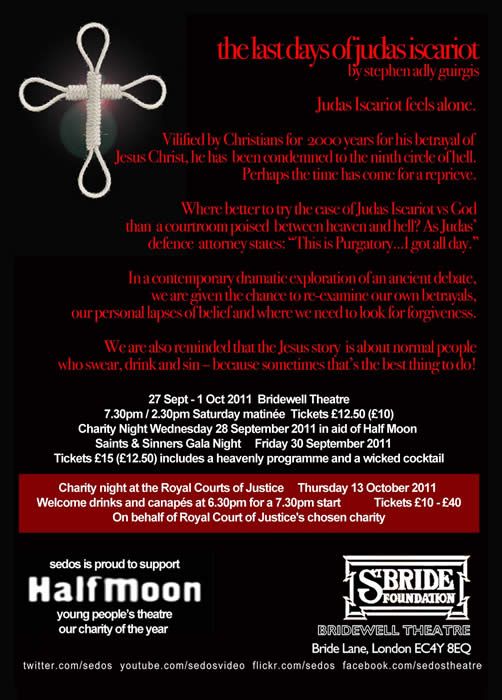 the last days of judas iscariot
by stephen adly guirgis
Judas Iscariot feels alone.
Vilified by Christians for 2000 years for his betrayal of
Jesus Christ, he has been condemned to the ninth circle of hell.
Perhaps the time has come for a reprieve.
Where better to try the case of Judas Iscariot vs God
than a courtroom poised between heaven and hell? As Judas'
defence attorney states: “This is Purgatory...I got all day.”
In a contemporary dramatic exploration of an ancient debate,
we are given the chance to re-examine our own betrayals,
our personal lapses of belief and where we need to look for forgiveness.
We are also reminded that the Jesus story is about normal people
who swear, drink and sin – because sometimes that's the best thing to do!
27 Sept - 1 Oct 2011 Bridewell Theatre
7.30pm / 2.30pm Saturday matinée Tickets £12.50 (£10)
Charity Night Wednesday 28 September 2011 in aid of Half Moon
Saints & Sinners Gala Night Friday 30 September 2011
Tickets £15 (£12.50) includes a heavenly programme and a wicked cocktail
Charity night at the Royal Courts of Justice Thursday 13 October 2011
Welcome drinks and canapés at 6.30pm for a 7.30pm start Tickets £10 - £40
On behalf of Royal Court of Justice's chosen charity
sedos is proud to support
Half Moon
young people's theatre
our charity of the year
ST BRIDE
FOUNDATION
BRIDEWELL THEATRE
Bride Lane, London EC4Y 8EQ
twitter.com/sedos youtube.com/sedosvideo flickr.com/sedos facebook.com/sedostheatre